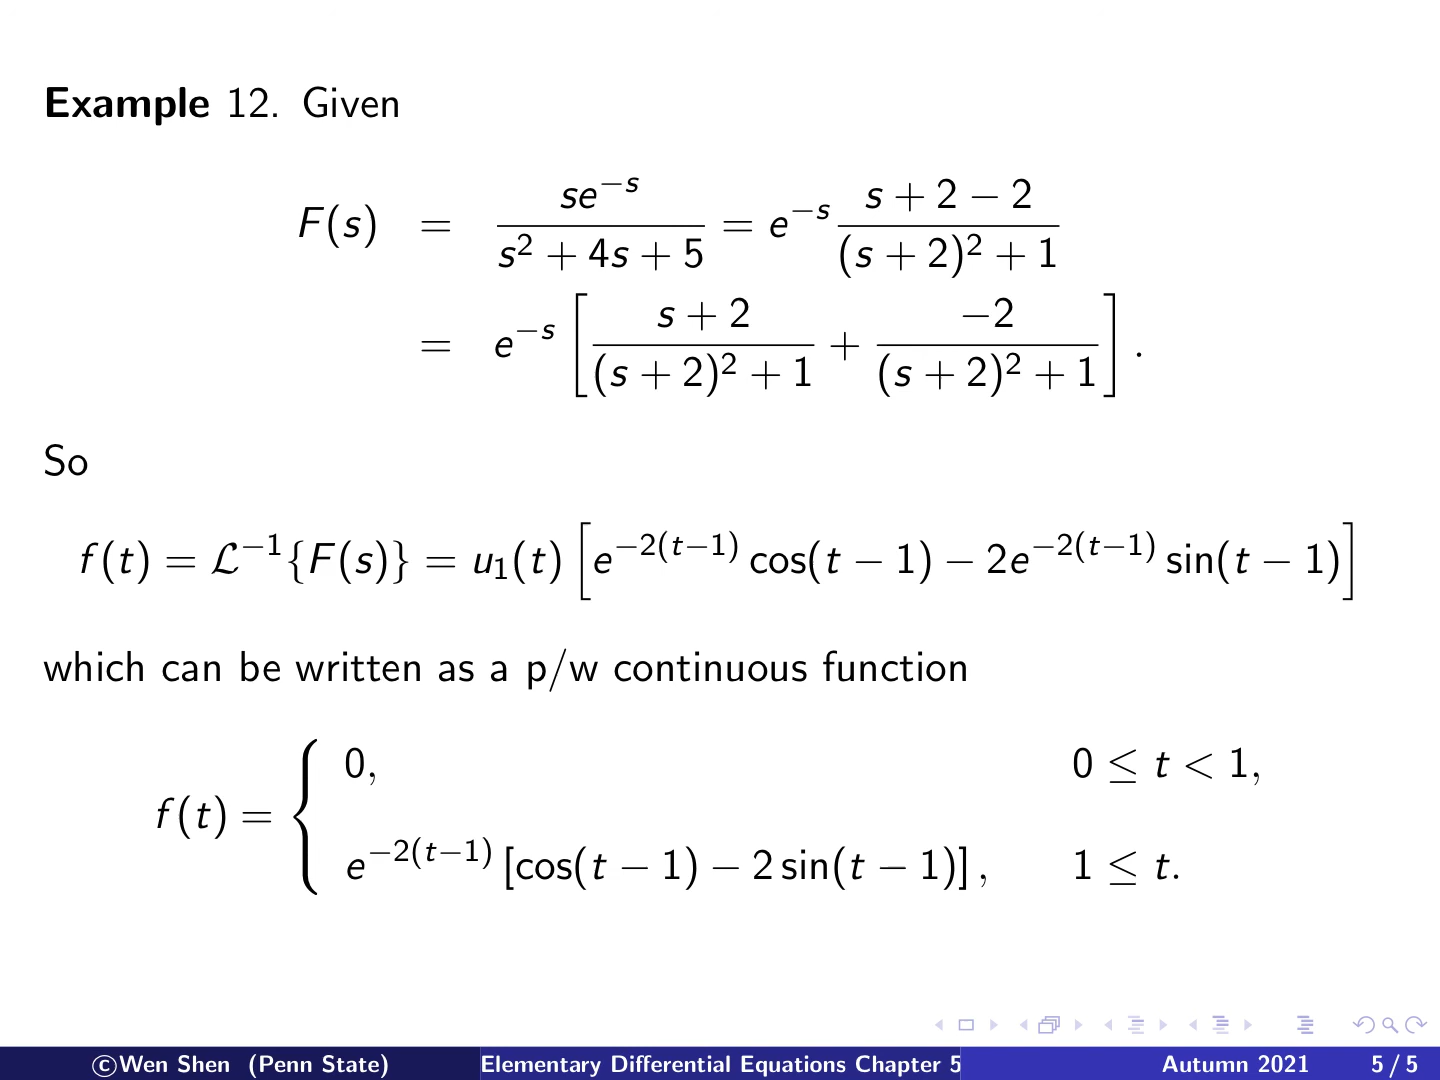 Example 12. Given
F(s) = se^{−s} / (s² + 4s + 5) = e^{−s} (s + 2 − 2) / ((s + 2)² + 1)
= e^{−s} [ (s + 2) / ((s + 2)² + 1) + (−2) / ((s + 2)² + 1) ] .
So
f(t) = ℒ^{−1}{F(s)} = u₁(t) [ e^{−2(t−1)} cos(t − 1) − 2e^{−2(t−1)} sin(t − 1) ]
which can be written as a p/w continuous function
f(t) = { 0, 0 ≤ t < 1,
e^{−2(t−1)} [cos(t − 1) − 2 sin(t − 1)] , 1 ≤ t.
©Wen Shen (Penn State) Elementary Differential Equations Chapter 5 Autumn 2021 5 / 5